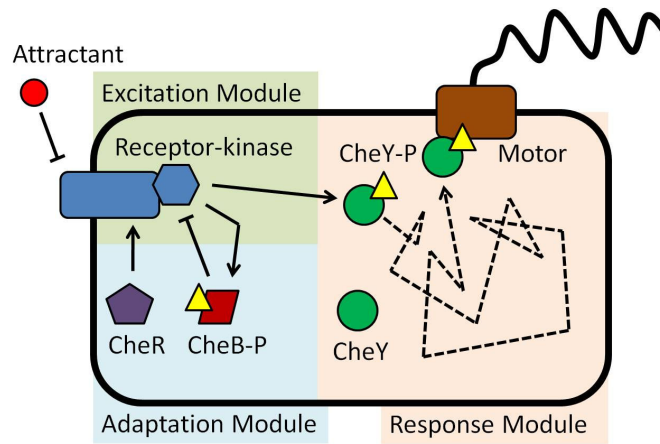 Attractant
Excitation Module
Receptor-kinase
CheY-P
Motor
CheR
CheB-P
CheY
Adaptation Module
Response Module